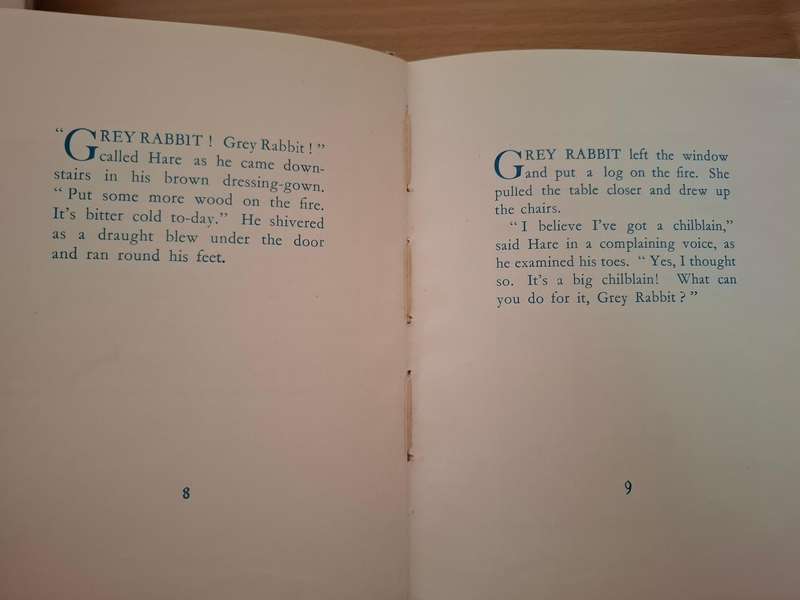 “GREY RABBIT! Grey Rabbit!”
called Hare as he came down-
stairs in his brown dressing-gown.
“Put some more wood on the fire.
It’s bitter cold to-day.” He shivered
as a draught blew under the door
and ran round his feet.
8
GREY RABBIT left the window
and put a log on the fire. She
pulled the table closer and drew up
the chairs.
“I believe I’ve got a chilblain,”
said Hare in a complaining voice, as
he examined his toes. “Yes, I thought
so. It’s a big chilblain! What can
you do for it, Grey Rabbit?”
9